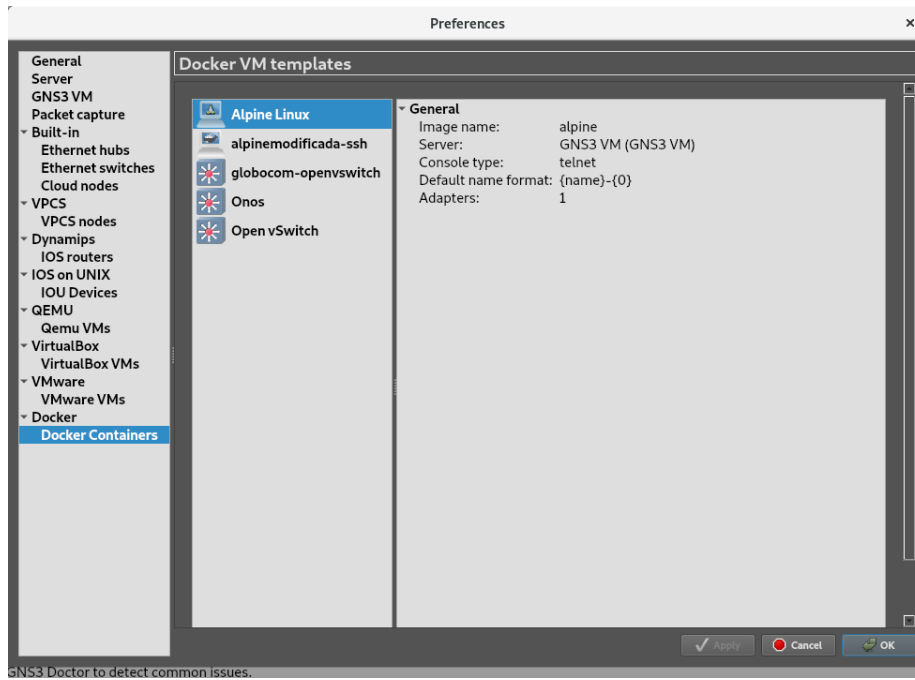 Preferences
General
Server
GNS3 VM
Packet capture
Built-in
Ethernet hubs
Ethernet switches
Cloud nodes
VPCS
VPCS nodes
Dynamips
IOS routers
IOS on UNIX
IOU Devices
QEMU
Qemu VMs
VirtualBox
VirtualBox VMs
VMware
VMware VMs
Docker
Docker Containers
Docker VM templates
Alpine Linux
alpinemodificada-ssh
globocom-openvswitch
Onos
Open vSwitch
General
Image name: alpine
Server: GNS3 VM (GNS3 VM)
Console type: telnet
Default name format: {name}-{0}
Adapters: 1
Apply
Cancel
OK
GNS3 Doctor to detect common issues.